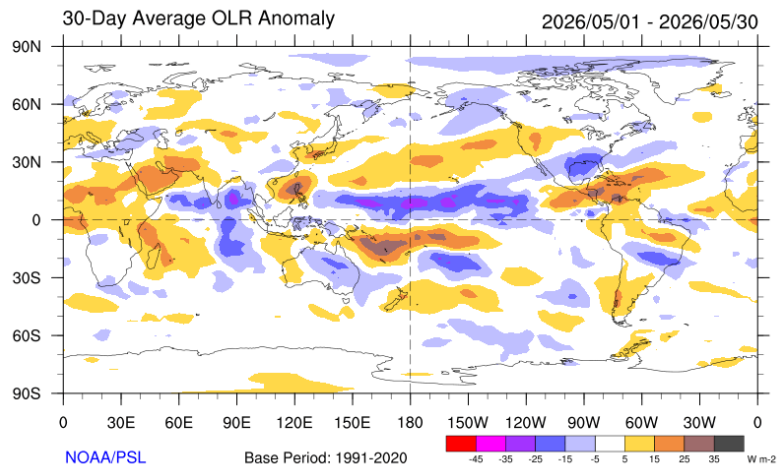 30-Day Average OLR Anomaly 2026/05/01 - 2026/05/30
90N
60N
30N
0
30S
60S
90S
0 30E 60E 90E 120E 150E 180 150W 120W 90W 60W 30W 0
NOAA/PSL Base Period: 1991-2020
-45 -35 -25 -15 -5 5 15 25 35 W m-2